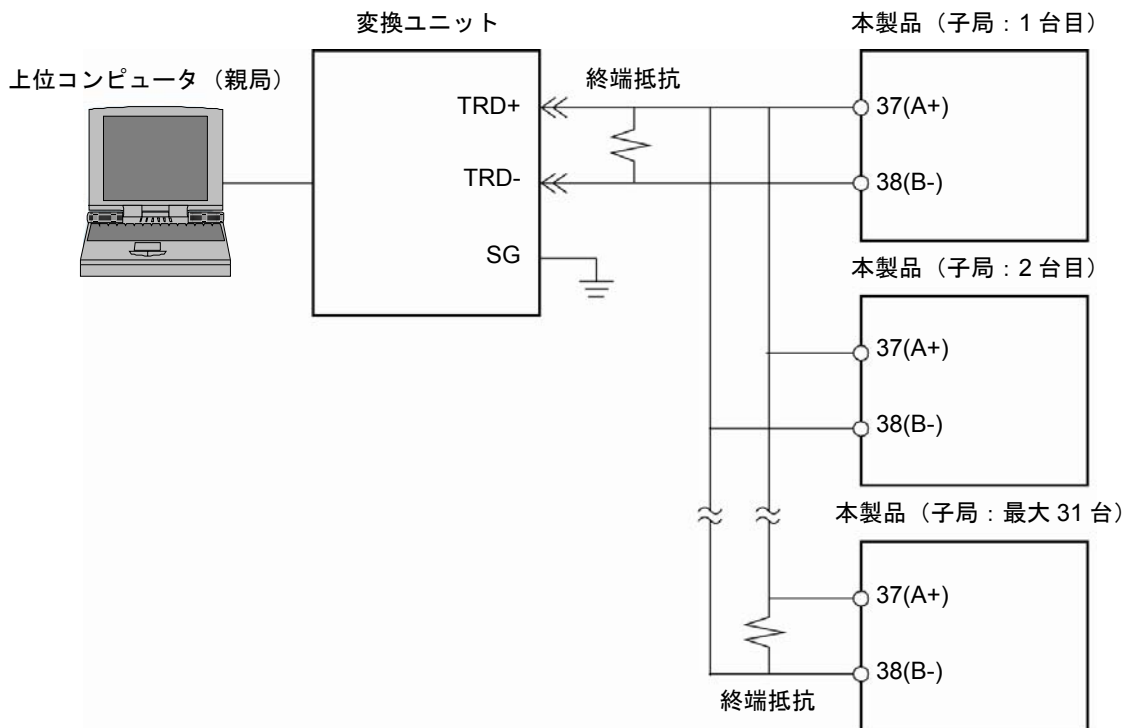 変換ユニット
本製品（子局：1 台目）
上位コンピュータ（親局）
終端抵抗
TRD+
37(A+)
TRD-
38(B-)
SG
本製品（子局：2 台目）
37(A+)
38(B-)
本製品（子局：最大 31 台）
37(A+)
38(B-)
終端抵抗